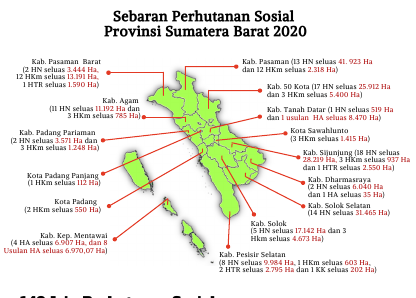 Sebaran Perhutanan Sosial
Provinsi Sumatera Barat 2020
Kab. Pasaman Barat
(2 HN seluas 3.444 Ha,
12 HKm seluas 13.191 Ha,
1 HTR seluas 1.590 Ha)
Kab. Pasaman (13 HN seluas 41. 923 Ha
dan 12 HKm seluas 2.318 Ha).
Kab. Agam
(11 HN seluas 11.192 Ha dan
3 HKm seluas 785 Ha)
Kab. 50 Kota (17 HN seluas 25.912
dan 3 HKm seluas 5.400 Ha)
Kab. Tanah Datar (1 HN seluas 519 Ha
dan 1 usulan HA seluas 8.470 Ha)
Kab. Padang Pariaman
(2 HN seluas 3.571 Ha dan
3 HKm seluas 1.248 Ha)
Kota Sawahlunto
(3 HKm seluas 1.415 Ha)
Kab. Sijunjung (18 HN seluas
28.219 Ha, 3 HKm seluas 937 Ha
dan 1 HTR seluas 2.550 Ha)
Kota Padang Panjang
(1 HKm seluas 112 Ha)
Kab. Dharmasraya
(2 HN seluas 6.040 Ha
dan 1 HA seluas 35 Ha)
Kota Padang
(2 HKm seluas 550 Ha)
Kab. Solok Selatan
(14 HN seluas 31.465 Ha)
Kab. Kep. Mentawai
(4 HA seluas 6.907 Ha, dan 8
Usulan HA seluas 6.970,07 Ha)
Kab. Solok
(5 HN seluas 17.142 Ha dan 3
HKm seluas 4.673 Ha)
Kab. Pesisir Selatan
(8 HN seluas 9.984 Ha, 1 HKm seluas 603 Ha,
2 HTR seluas 2.795 Ha dan 1 KK seluas 202 Ha)